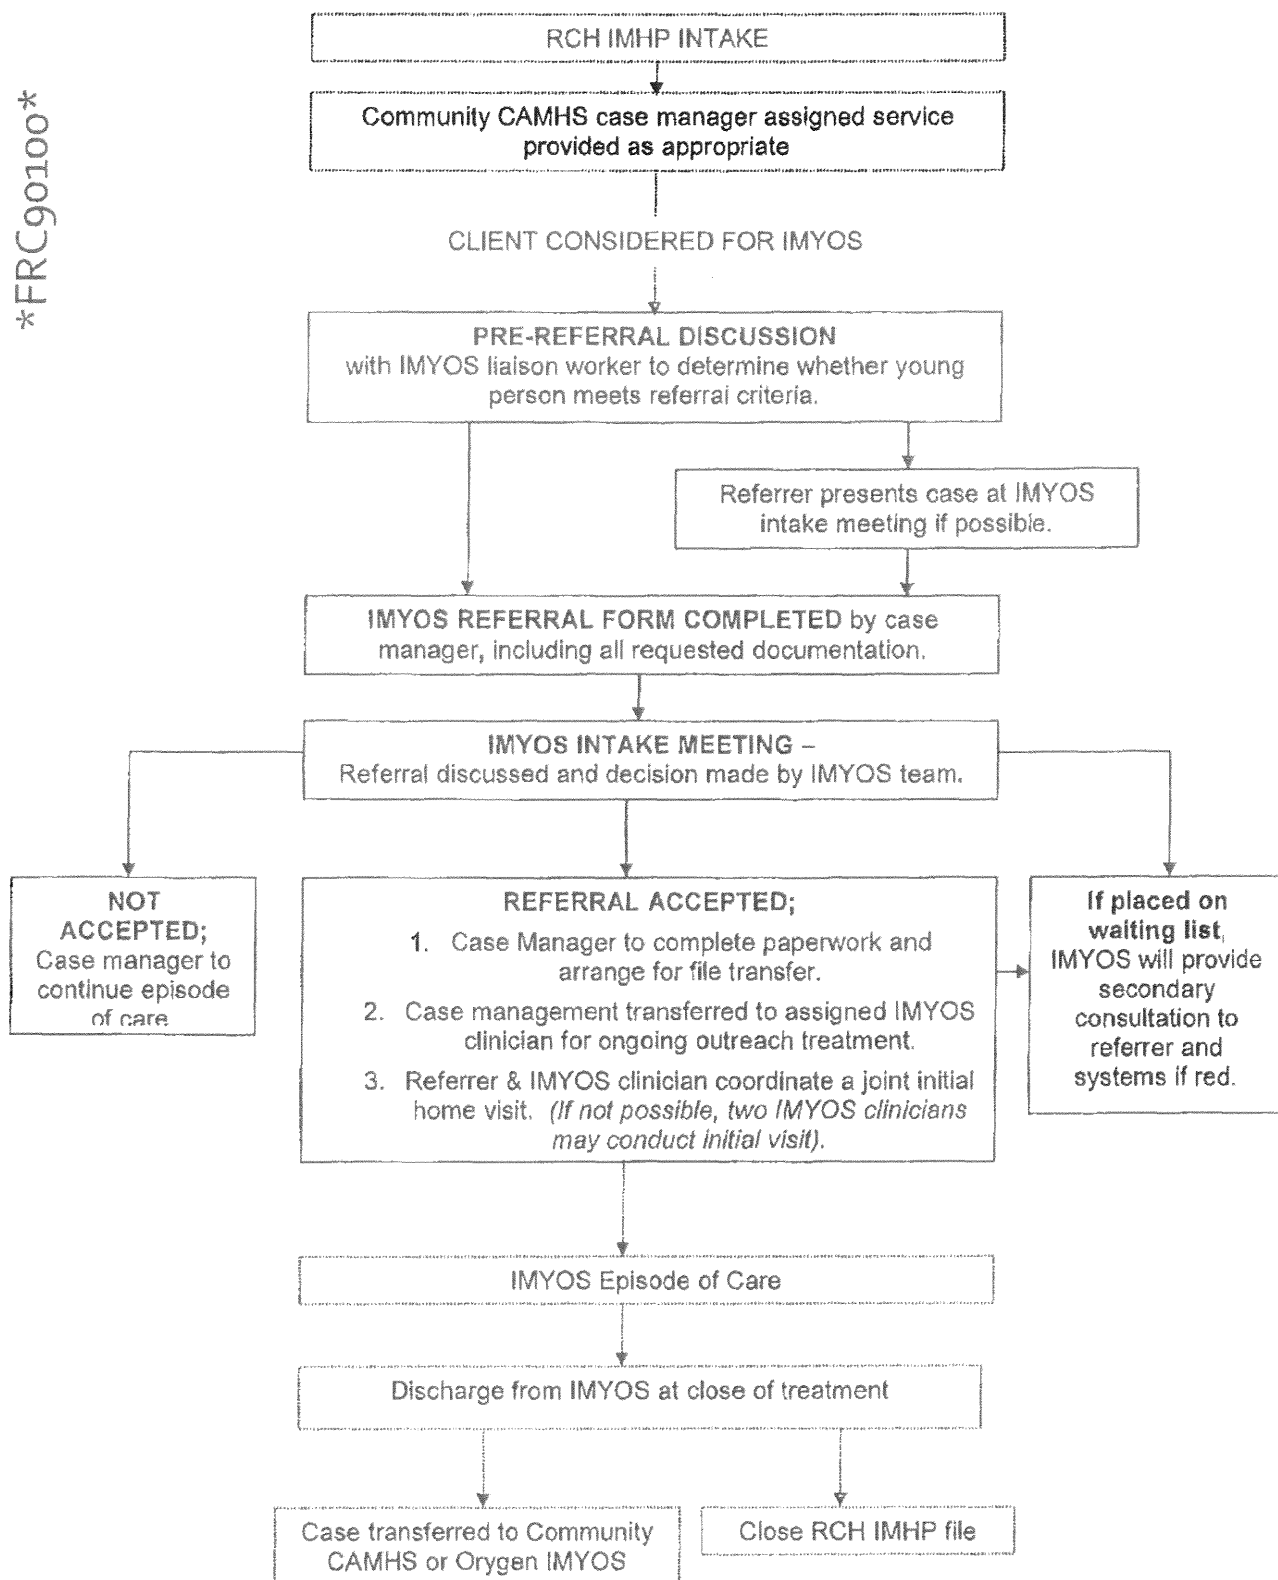 *FRC90100*
RCH IMHP INTAKE
Community CAMHS case manager assigned service
provided as appropriate
CLIENT CONSIDERED FOR IMYOS
PRE-REFERRAL DISCUSSION
with IMYOS liaison worker to determine whether young
person meets referral criteria.
Referrer presents case at IMYOS
intake meeting if possible.
IMYOS REFERRAL FORM COMPLETED by case
manager, including all requested documentation.
IMYOS INTAKE MEETING –
Referral discussed and decision made by IMYOS team.
NOT
ACCEPTED;
Case manager to
continue episode
of care
REFERRAL ACCEPTED;
1. Case Manager to complete paperwork and
arrange for file transfer.
2. Case management transferred to assigned IMYOS
clinician for ongoing outreach treatment.
3. Referrer & IMYOS clinician coordinate a joint initial
home visit. (If not possible, two IMYOS clinicians
may conduct initial visit).
If placed on
waiting list,
IMYOS will provide
secondary
consultation to
referrer and
systems if red.
IMYOS Episode of Care
Discharge from IMYOS at close of treatment
Case transferred to Community
CAMHS or Orygen IMYOS
Close RCH IMHP file